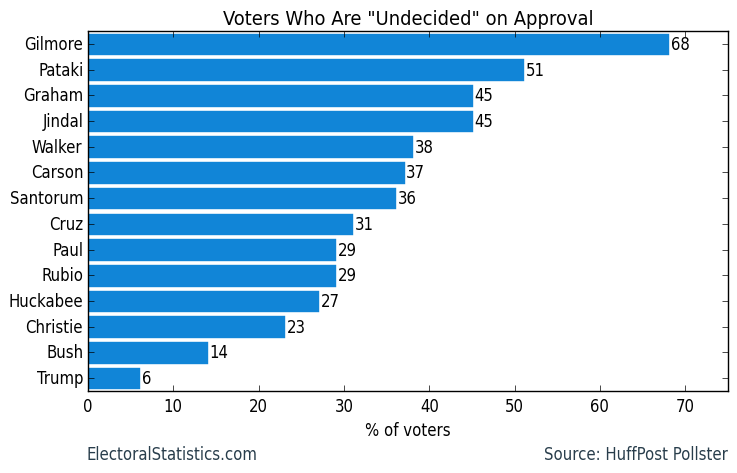 Voters Who Are "Undecided" on Approval
Gilmore 68
Pataki 51
Graham 45
Jindal 45
Walker 38
Carson 37
Santorum 36
Cruz 31
Paul 29
Rubio 29
Huckabee 27
Christie 23
Bush 14
Trump 6
0 10 20 30 40 50 60 70
% of voters
ElectoralStatistics.com Source: HuffPost Pollster